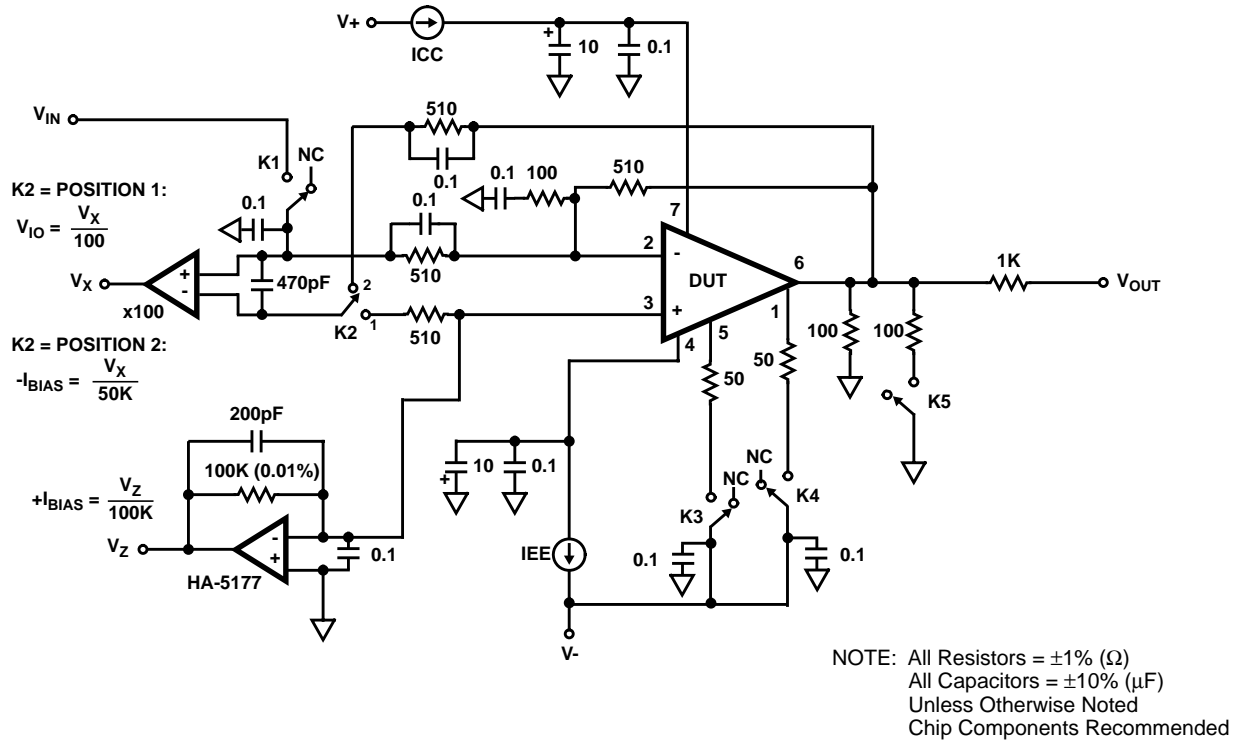 V+
ICC
+
10
0.1
VIN
510
K1
NC
0.1
0.1
100
510
K2 = POSITION 1:
VIO = VX
100
0.1
0.1
7
2
-
DUT
6
1K
VOUT
VX
+
-
x100
470pF
510
2
K2
1
510
3
+
4
5
1
100
100
K2 = POSITION 2:
-IBIAS = VX
50K
50
50
K5
200pF
100K (0.01%)
+IBIAS = VZ
100K
+
10
0.1
NC
NC
K3
K4
VZ
-
+
HA-5177
0.1
IEE
0.1
0.1
V-
NOTE: All Resistors = ±1% (Ω)
All Capacitors = ±10% (µF)
Unless Otherwise Noted
Chip Components Recommended